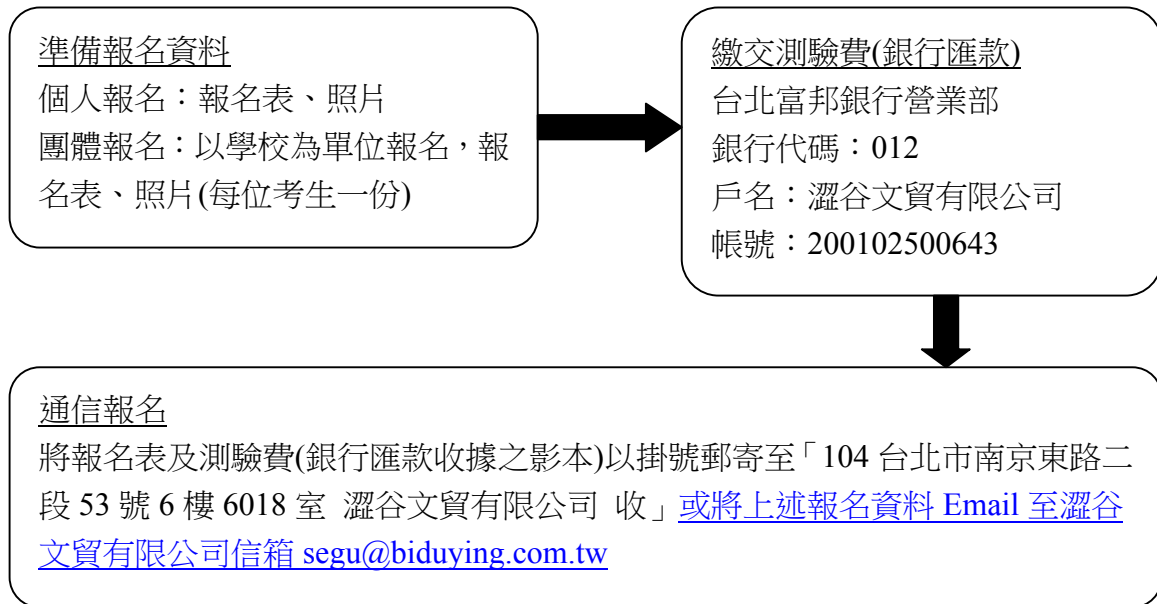 準備報名資料
個人報名：報名表、照片
團體報名：以學校為單位報名，報
名表、照片(每位考生一份)
繳交測驗費(銀行匯款)
台北富邦銀行營業部
銀行代碼：012
戶名：澀谷文貿有限公司
帳號：200102500643
通信報名
將報名表及測驗費(銀行匯款收據之影本)以掛號郵寄至「104 台北市南京東路二
段 53 號 6 樓 6018 室 澀谷文貿有限公司 收」或將上述報名資料 Email 至澀谷
文貿有限公司信箱 segu@biduying.com.tw